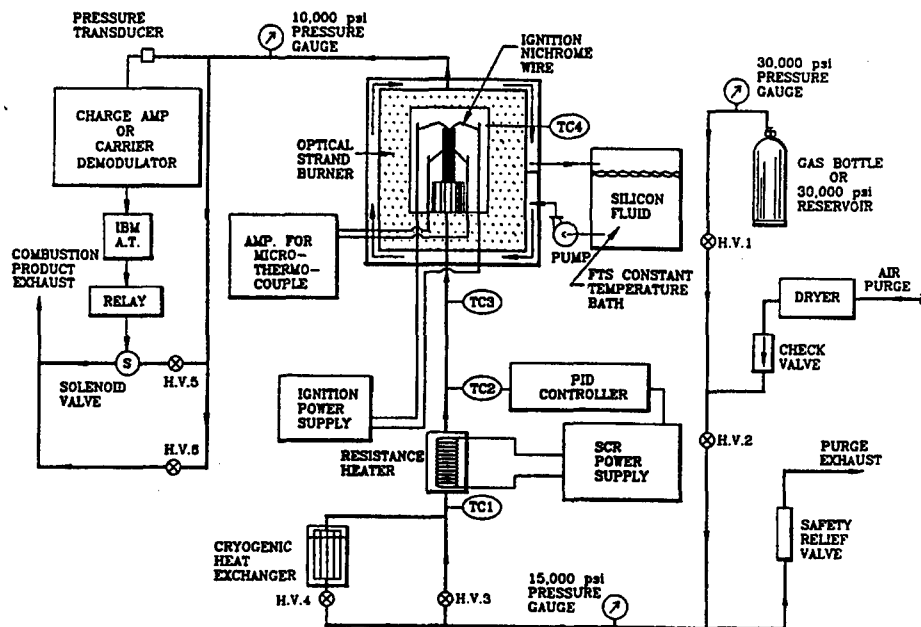 PRESSURE
TRANSDUCER
10,000 psi
PRESSURE
GAUGE
IGNITION
NICHROME
WIRE
30,000 psi
PRESSURE
GAUGE
CHARGE AMP
OR
CARRIER
DEMODULATOR
OPTICAL
STRAND
BURNER
TC4
GAS BOTTLE
OR
30,000 psi
RESERVOIR
SILICON
FLUID
IBM
A.T.
COMBUSTION
PRODUCT
EXHAUST
AMP. FOR
MICRO-
THERMO-
COUPLE
PUMP
H.V.1
FTS CONSTANT
TEMPERATURE
BATH
RELAY
TC3
DRYER
AIR
PURGE
CHECK
VALVE
S
SOLENOID
VALVE
H.V.5
IGNITION
POWER
SUPPLY
TC2
PID
CONTROLLER
H.V.2
H.V.6
RESISTANCE
HEATER
SCR
POWER
SUPPLY
PURGE
EXHAUST
TC1
CRYOGENIC
HEAT
EXCHANGER
SAFETY
RELIEF
VALVE
H.V.4
H.V.3
15,000 psi
PRESSURE
GAUGE